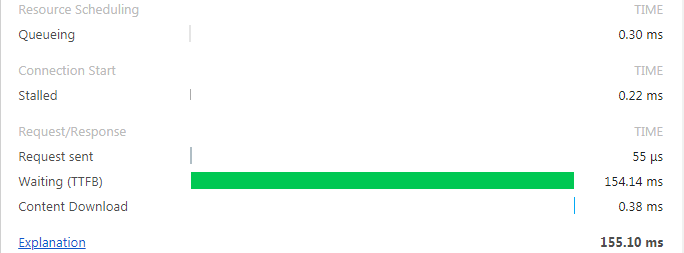 Resource Scheduling TIME
Queueing 0.30 ms
Connection Start TIME
Stalled 0.22 ms
Request/Response TIME
Request sent 55 µs
Waiting (TTFB) 154.14 ms
Content Download 0.38 ms
Explanation 155.10 ms